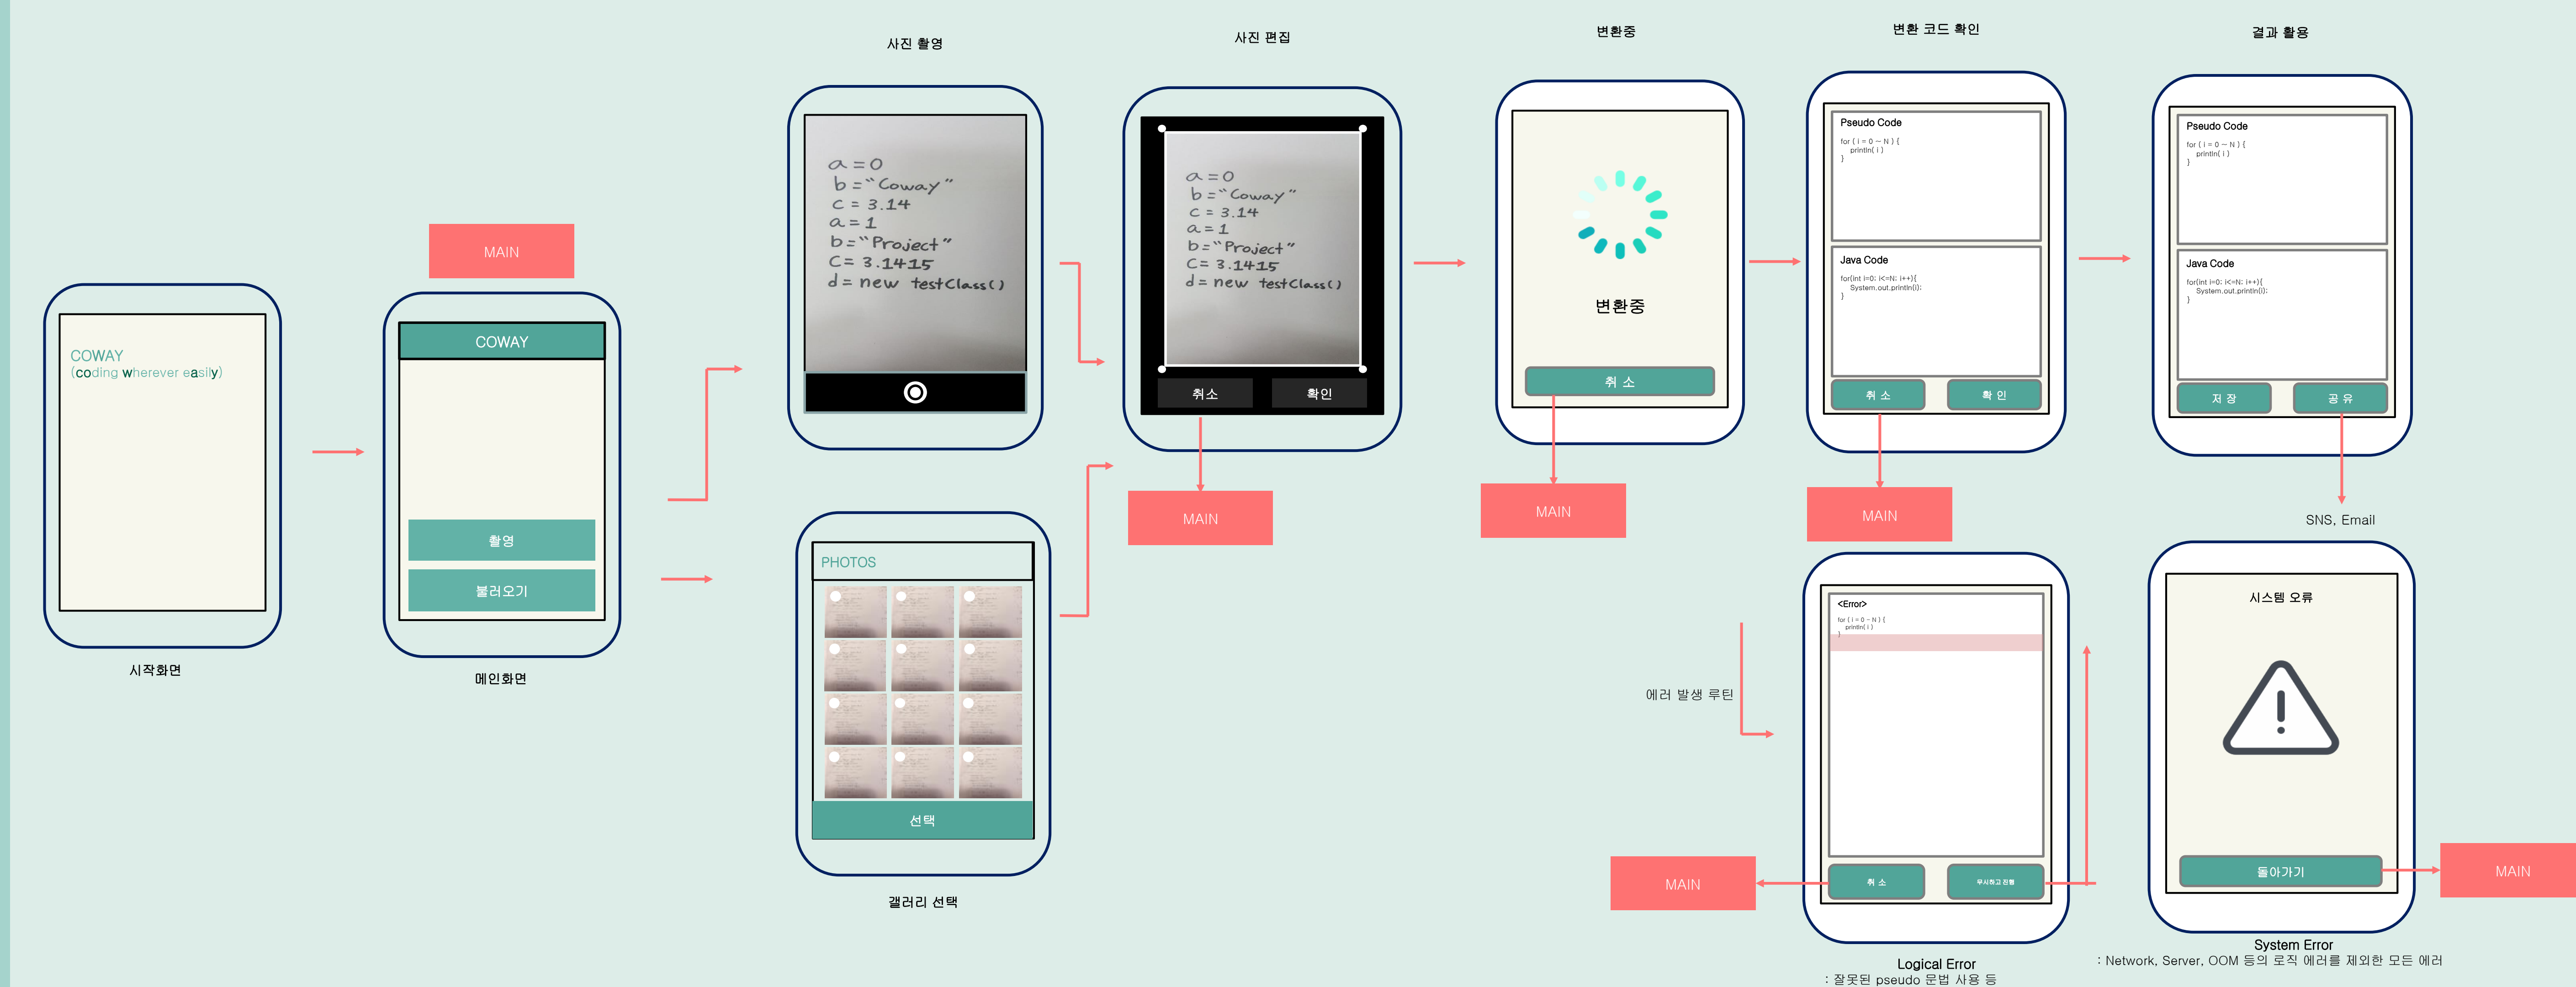 COWAY
(coding wherever easily)
시작화면
MAIN
COWAY
촬영
불러오기
메인화면
사진 촬영
a = 0
b = "Coway"
c = 3.14
a = 1
b = "Project"
c = 3.1415
d = new testClass()
PHOTOS
선택
갤러리 선택
사진 편집
a = 0
b = "Coway"
c = 3.14
a = 1
b = "Project"
c = 3.1415
d = new testClass()
취소
확인
MAIN
변환중
변환중
취 소
MAIN
변환 코드 확인
Pseudo Code
for ( i = 0 ~ N ) {
println( i )
}
Java Code
for(int i=0; i<=N; i++){
System.out.println(i);
}
취 소
확 인
MAIN
결과 활용
Pseudo Code
for ( i = 0 ~ N ) {
println( i )
}
Java Code
for(int i=0; i<=N; i++){
System.out.println(i);
}
저 장
공 유
SNS, Email
에러 발생 루틴
<Error>
for ( i = 0 ~ N ) {
println( i )
}
취 소
무시하고 진행
MAIN
Logical Error
: 잘못된 pseudo 문법 사용 등
시스템 오류
돌아가기
MAIN
System Error
: Network, Server, OOM 등의 로직 에러를 제외한 모든 에러